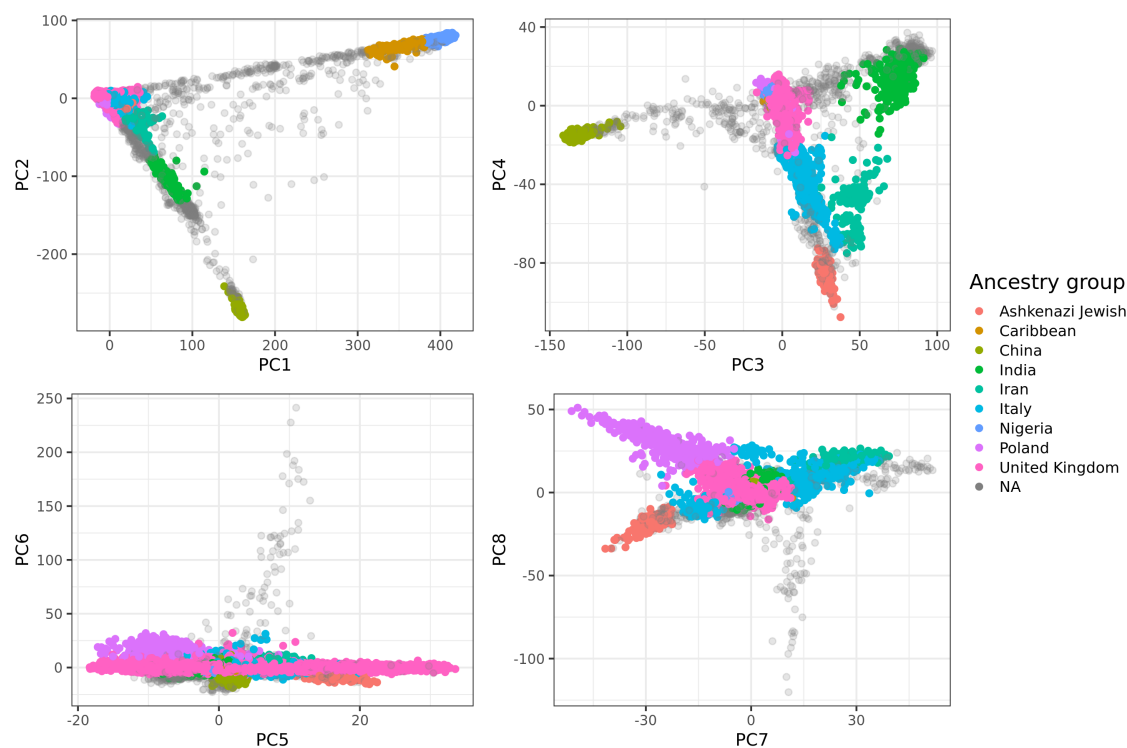 100
0
-100
-200
0
100
200
300
400
PC1
PC2
40
0
-40
-80
-150
-100
-50
0
50
100
PC3
PC4
250
200
150
100
50
0
-20
0
20
PC5
PC6
50
0
-50
-100
-30
0
30
PC7
PC8
Ancestry group
Ashkenazi Jewish
Caribbean
China
India
Iran
Italy
Nigeria
Poland
United Kingdom
NA